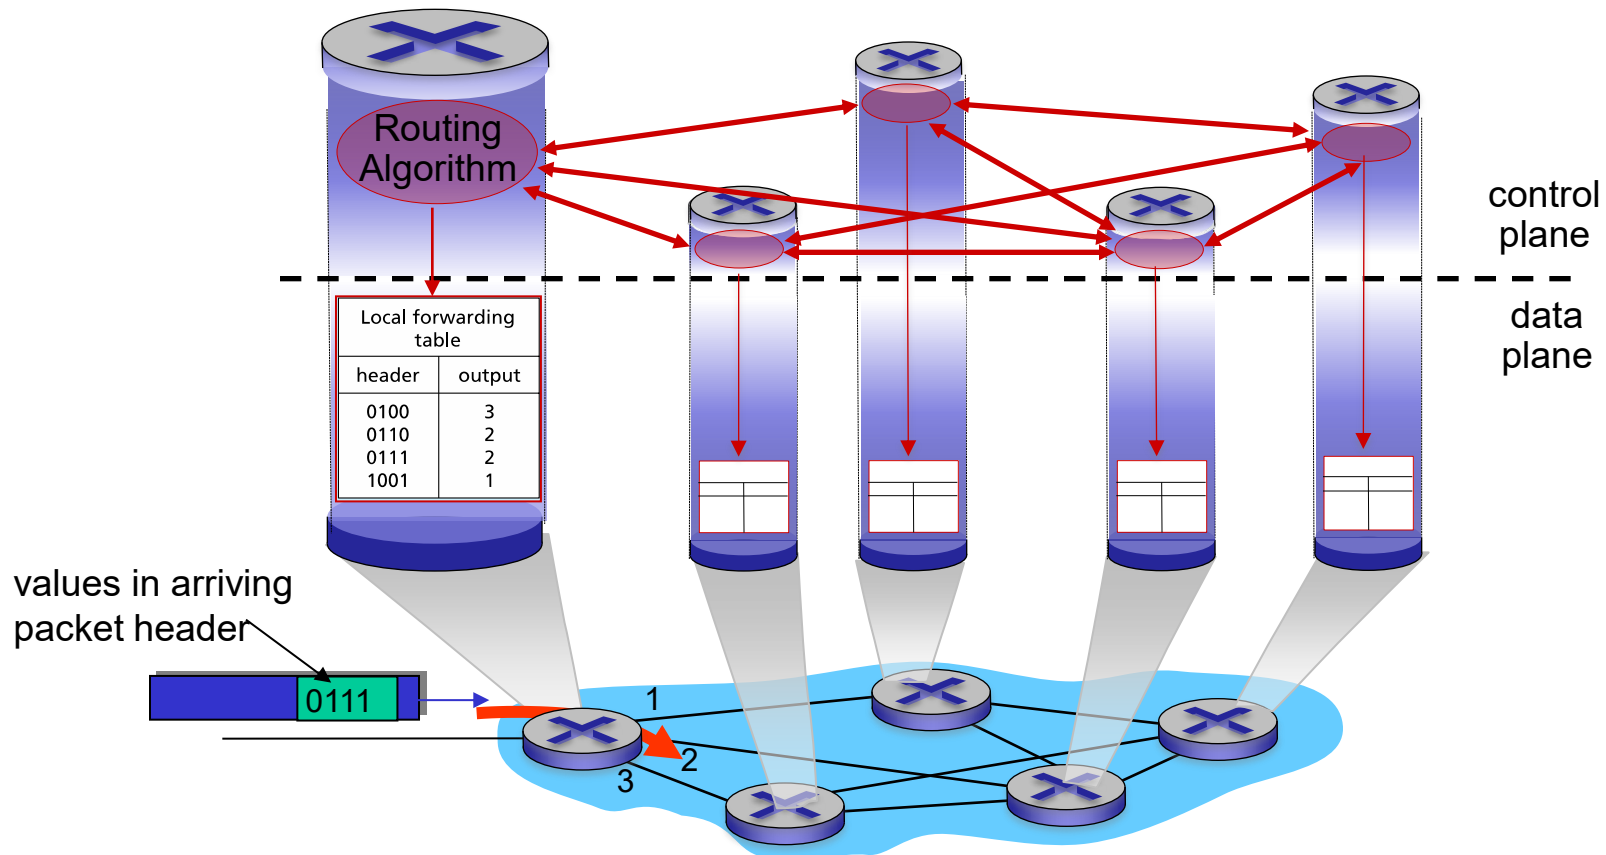 Routing
Algorithm
control
plane
data
plane
Local forwarding
table
header output
0100 3
0110 2
0111 2
1001 1
values in arriving
packet header
0111
1
2
3